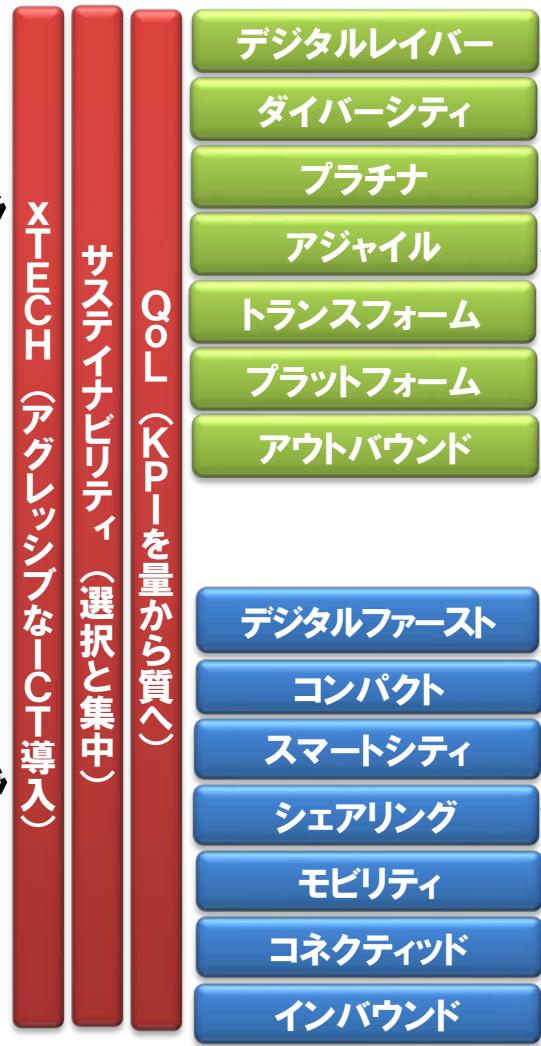 xTECH（アグレッシブなICT導入）
サステイナビリティ（選択と集中）
QoL（KPIを量から質へ）
デジタルレイバー
ダイバーシティ
プラチナ
アジャイル
トランスフォーム
プラットフォーム
アウトバウンド
デジタルファースト
コンパクト
スマートシティ
シェアリング
モビリティ
コネクティッド
インバウンド